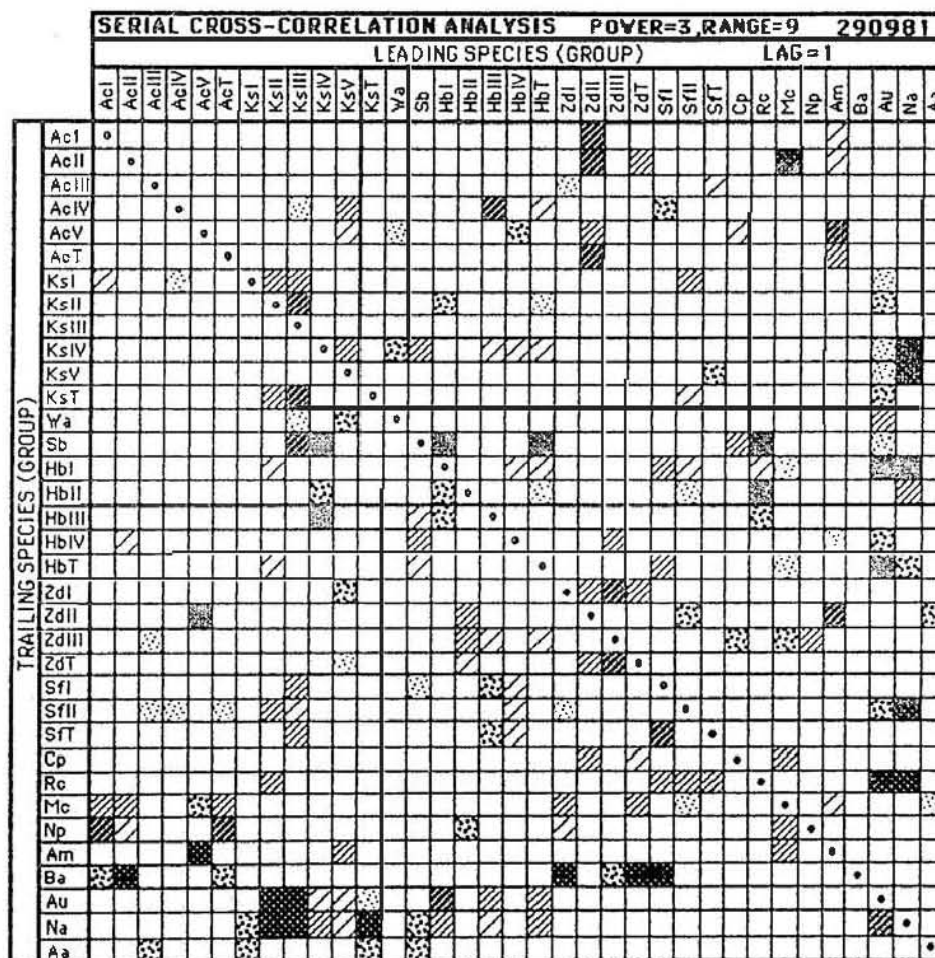 SERIAL CROSS-CORRELATION ANALYSIS POWER=3,RANGE=9 290981
LEADING SPECIES (GROUP) LAG=1
AcI AcII AcIII AcIV AcV AcT KsI KsII KsIII KsIV KsV KsT Wa Sb HbI HbII HbIII HbIV HbT ZdI ZdII ZdIII ZdT SfI SfII SfT Cp Rc Mc Np Am Ba Au Na Aa
TRAILING SPECIES (GROUP)
AcI
AcII
AcIII
AcIV
AcV
AcT
KsI
KsII
KsIII
KsIV
KsV
KsT
Wa
Sb
HbI
HbII
HbIII
HbIV
HbT
ZdI
ZdII
ZdIII
ZdT
SfI
SfII
SfT
Cp
Rc
Mc
Np
Am
Ba
Au
Na
Aa